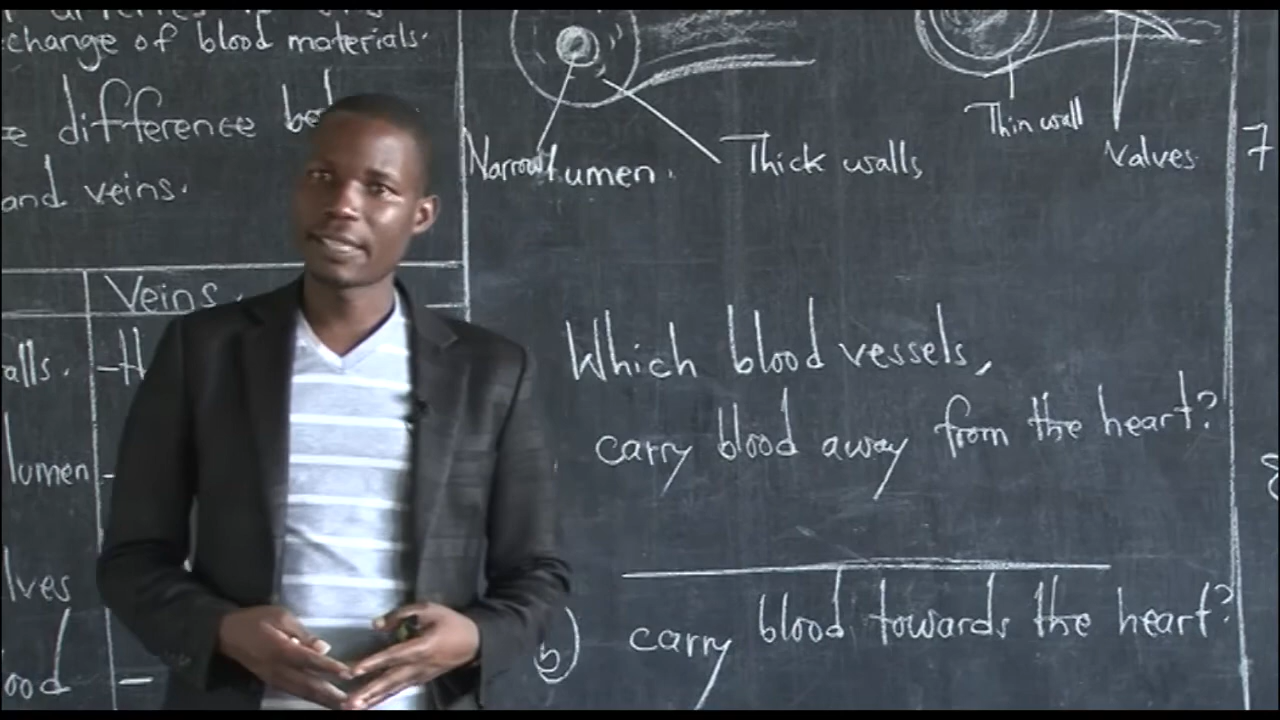 change of blood materials.
difference be
and veins.
Veins.
alls.
lumen
lves
ood
Narrow Lumen.
Thick walls
Thin wall
Valves.
Which blood vessels,
carry blood away from the heart?
b) carry blood towards the heart?
7